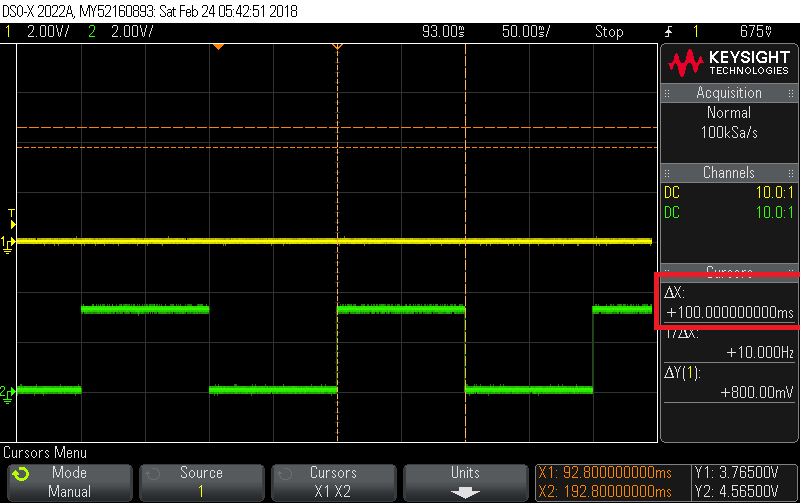 DSO-X 2022A, MY52160893: Sat Feb 24 05:42:51 2018
1 2.00V/ 2 2.00V/ 93.00s 50.00s/ Stop 1 675
KEYSIGHT
TECHNOLOGIES
Acquisition
Normal
100kSa/s
Channels
DC 10.0:1
DC 10.0:1
T
1
2
Cursors
ΔX:
+100.000000000ms
1/ΔX:
+10.000Hz
ΔY(1):
+800.00mV
Cursors Menu
Mode
Manual
Source
1
Cursors
X1 X2
Units
X1: 92.800000000ms
X2: 192.800000000ms
Y1: 3.76500V
Y2: 4.56500V